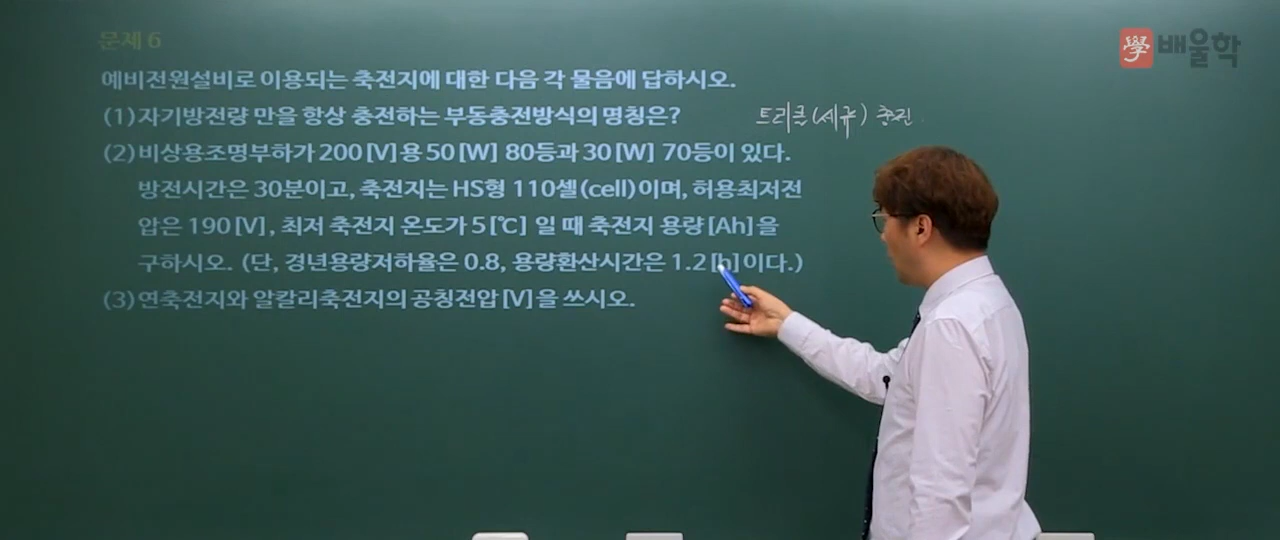 學 배울학
문제 6
예비전원설비로 이용되는 축전지에 대한 다음 각 물음에 답하시오.
(1) 자기방전량 만을 항상 충전하는 부동충전방식의 명칭은? 트리클(세류) 충전
(2) 비상용조명부하가 200[V]용 50[W] 80등과 30[W] 70등이 있다.
방전시간은 30분이고, 축전지는 HS형 110셀(cell)이며, 허용최저전
압은 190[V], 최저 축전지 온도가 5[℃] 일 때 축전지 용량[Ah]을
구하시오. (단, 경년용량저하율은 0.8, 용량환산시간은 1.2[h]이다.)
(3) 연축전지와 알칼리축전지의 공칭전압[V]을 쓰시오.